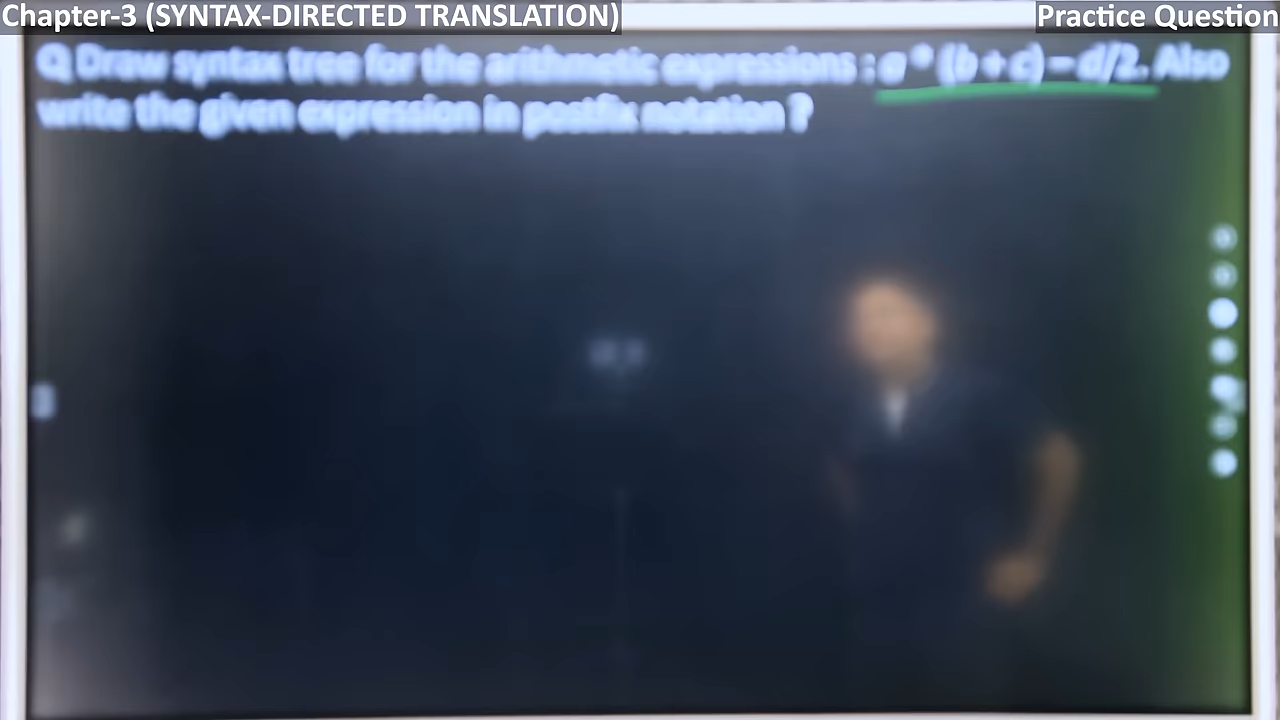 Chapter-3 (SYNTAX-DIRECTED TRANSLATION)
Practice Question
Q Draw syntax tree for the arithmetic expressions : a * (b + c) – d/2. Also
write the given expression in postfix notation ?